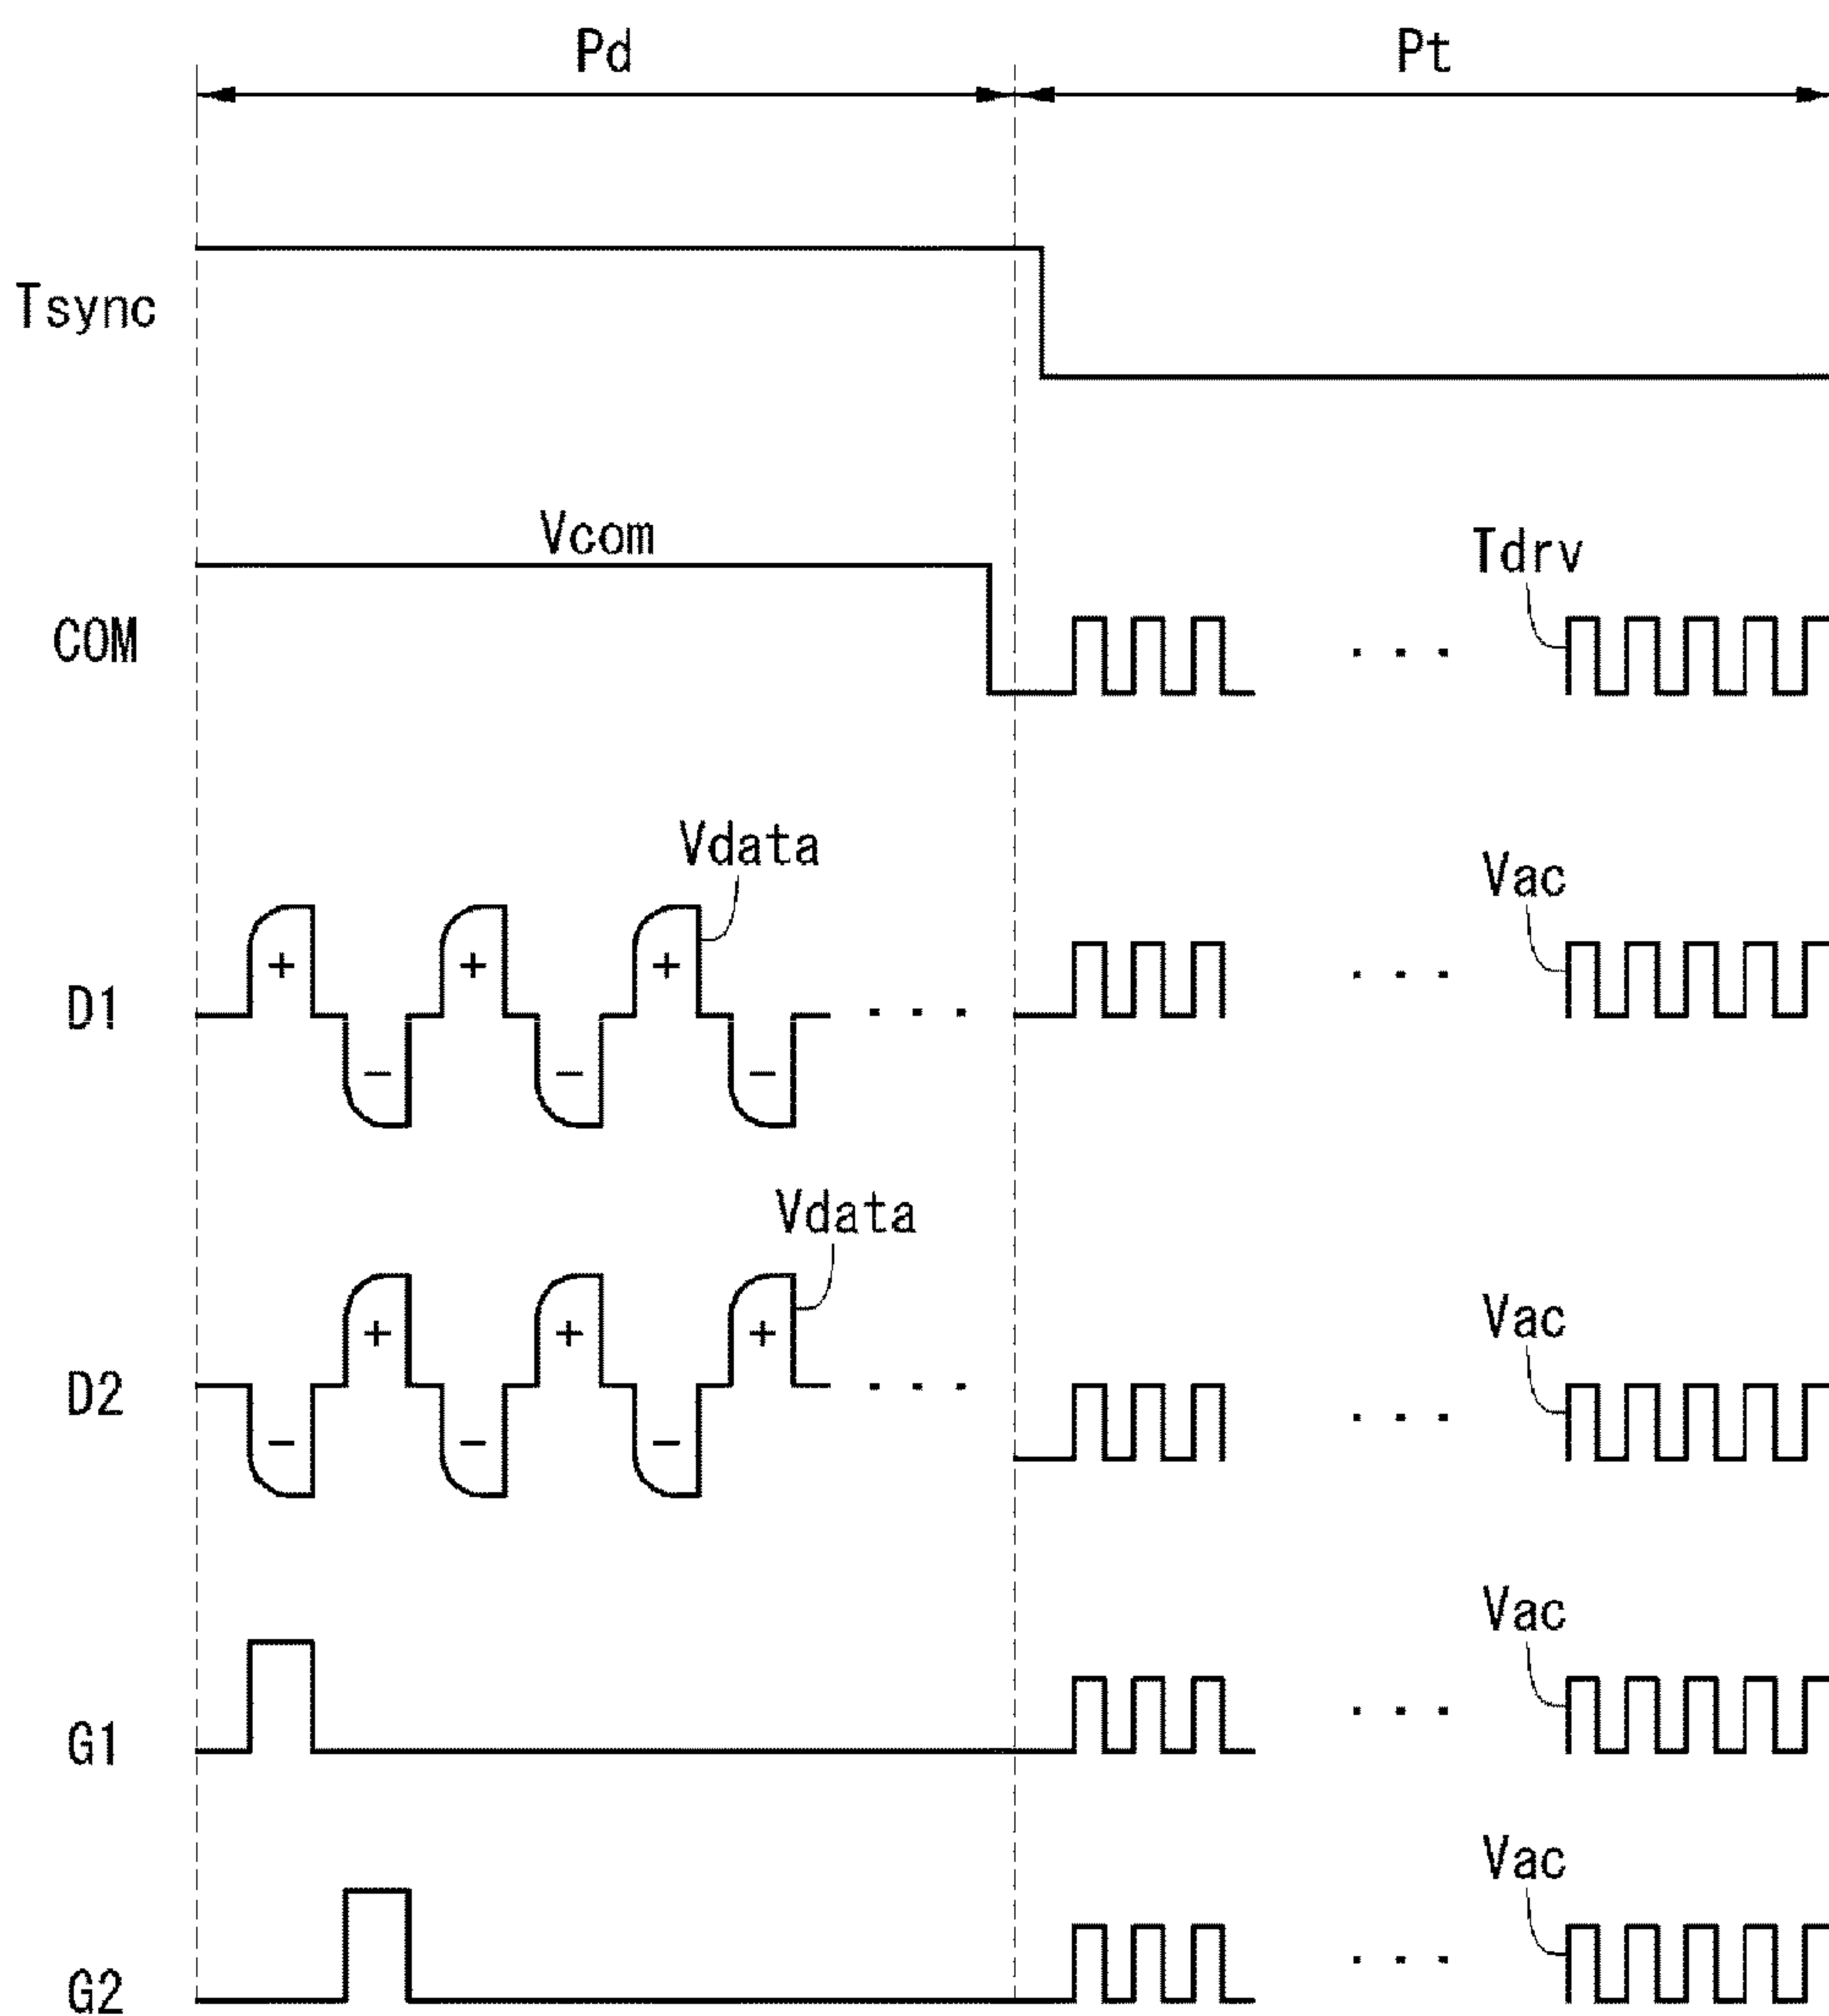 Pd Pt
Tsync
Vcom
Tdrv
COM
Vdata
Vac
+ + +
D1
- - -
Vdata
Vac
+ + +
D2
- - -
Vac
G1
Vac
G2